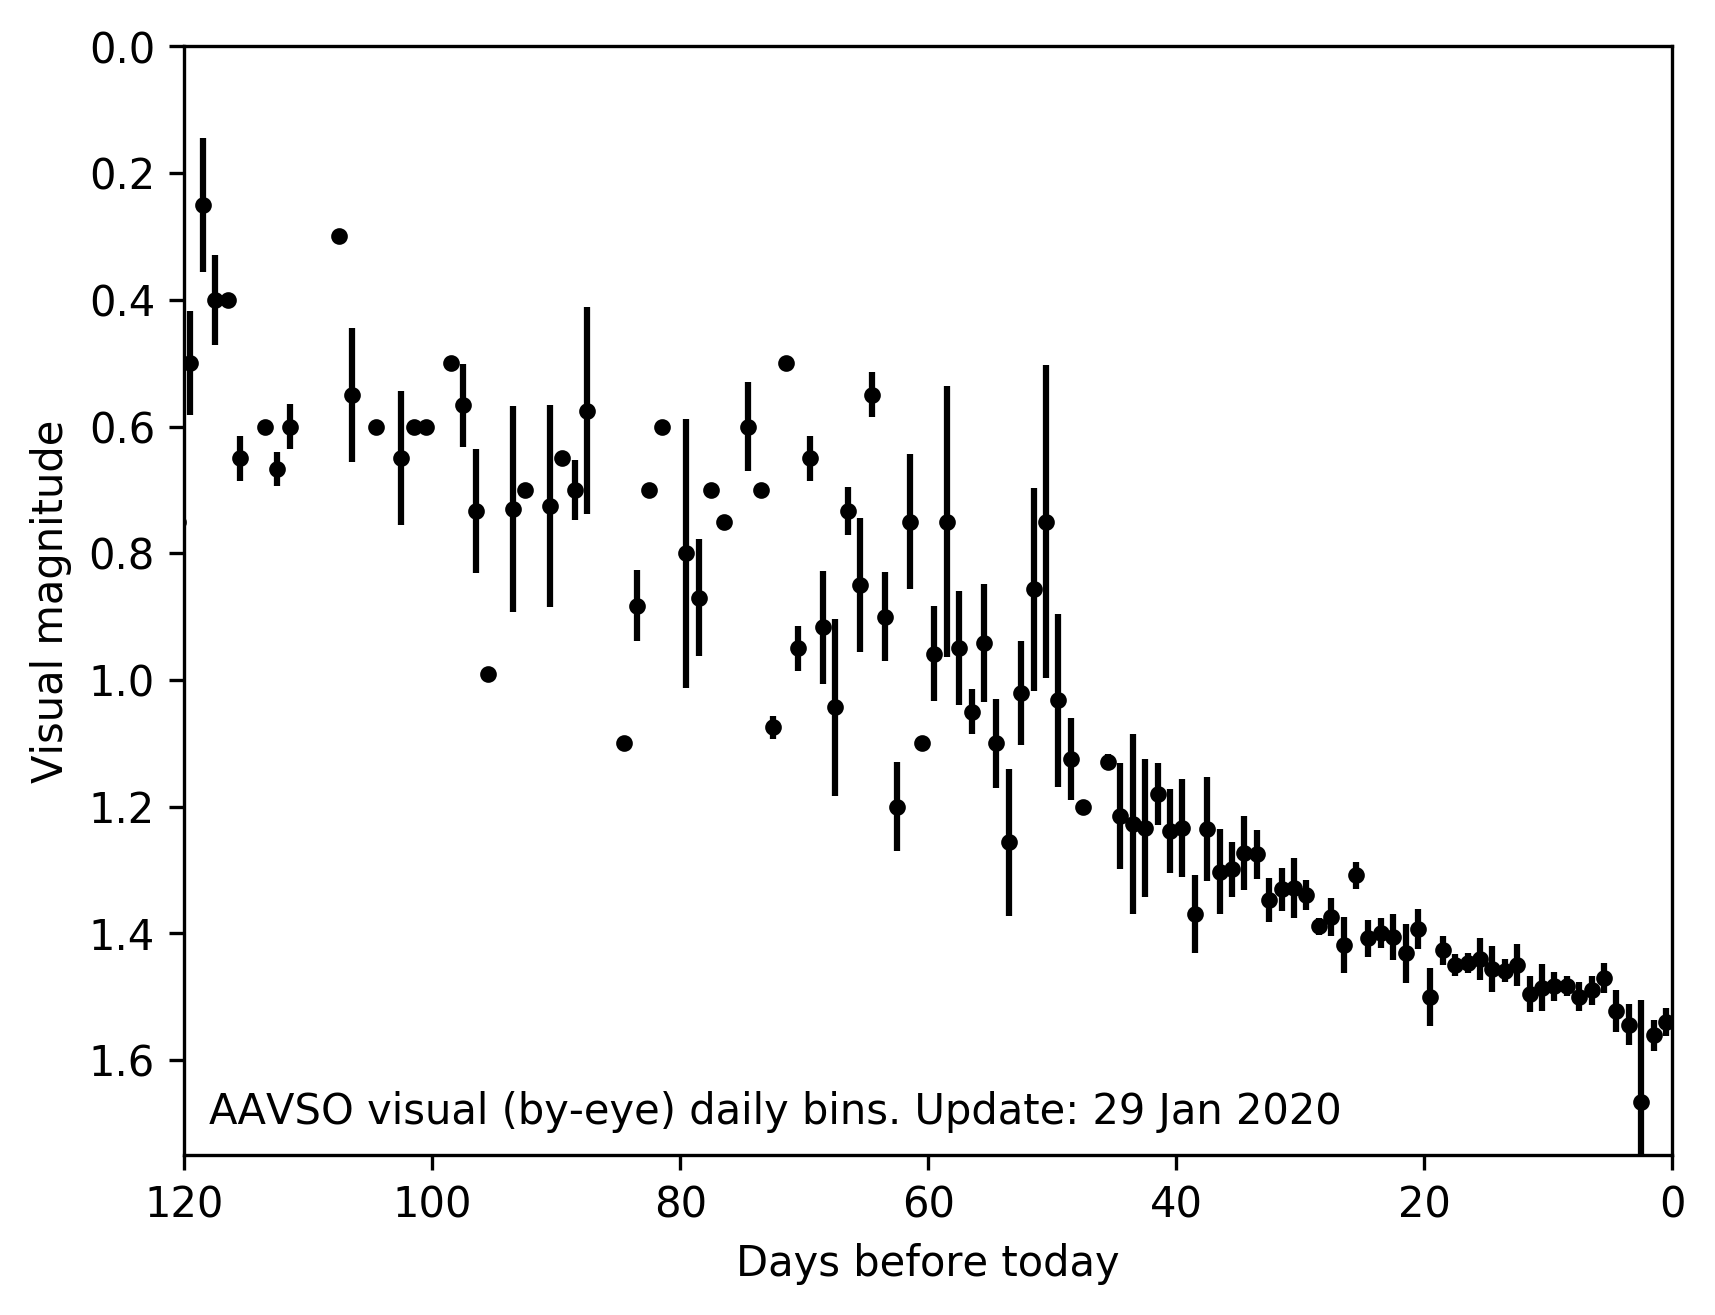 0.0
0.2
0.4
0.6
0.8
1.0
1.2
1.4
1.6
Visual magnitude
AAVSO visual (by-eye) daily bins. Update: 29 Jan 2020
120 100 80 60 40 20 0
Days before today